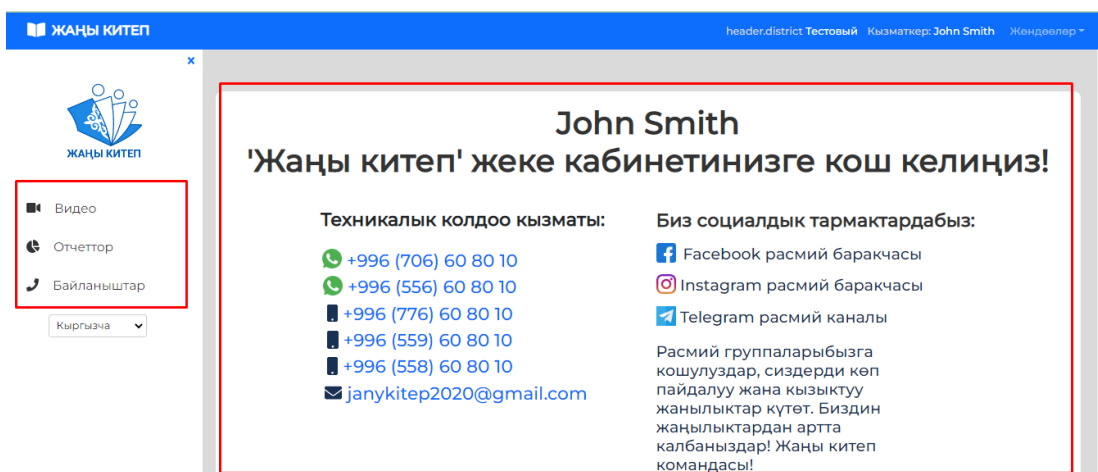 ЖАҢЫ КИТЕП
header.district Тестовый Кызматкер: John Smith Жөндөөлөр
x
ЖАҢЫ КИТЕП
Видео
Отчеттор
Байланыштар
Кыргызча
John Smith
'Жаңы китеп' жеке кабинетинизге кош келиңиз!
Техникалык колдоо кызматы:
+996 (706) 60 80 10
+996 (556) 60 80 10
+996 (776) 60 80 10
+996 (559) 60 80 10
+996 (558) 60 80 10
janykitep2020@gmail.com
Биз социалдык тармактардабыз:
Facebook расмий баракчасы
Instagram расмий баракчасы
Telegram расмий каналы
Расмий группаларыбызга
кошулуздар, сиздерди көп
пайдалуу жана кызыктуу
жанылыктар күтөт. Биздин
жаңылыктардан артта
калбаныздар! Жаңы китеп
командасы!